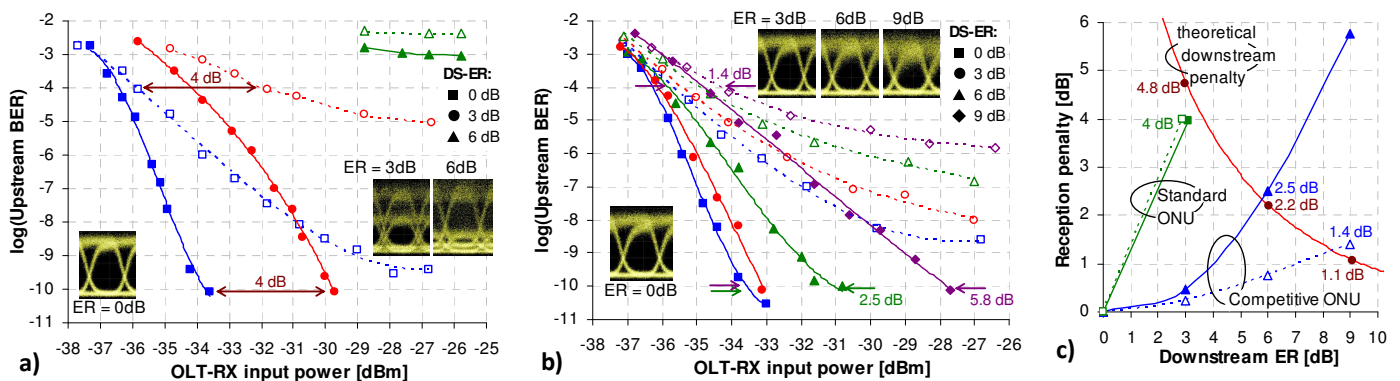 -2
-3
-4
-5
-6
-7
-8
-9
-10
-11
log(Upstream BER)
4 dB
DS-ER:
0 dB
3 dB
6 dB
ER = 3dB
6dB
ER = 0dB
4 dB
-38 -37 -36 -35 -34 -33 -32 -31 -30 -29 -28 -27 -26 -25
a)
OLT-RX input power [dBm]
-2
-3
-4
-5
-6
-7
-8
-9
-10
-11
log(Upstream BER)
ER = 3dB 6dB 9dB
DS-ER:
0 dB
3 dB
6 dB
9 dB
1.4 dB
ER = 0dB
2.5 dB
5.8 dB
-38 -37 -36 -35 -34 -33 -32 -31 -30 -29 -28 -27 -26
b)
OLT-RX input power [dBm]
6
5
4
3
2
1
0
Reception penalty [dB]
theoretical
downstream
penalty
4.8 dB
4 dB
Standard
ONU
2.5 dB
2.2 dB
1.4 dB
1.1 dB
Competitive ONU
0 1 2 3 4 5 6 7 8 9 10
c)
Downstream ER [dB]